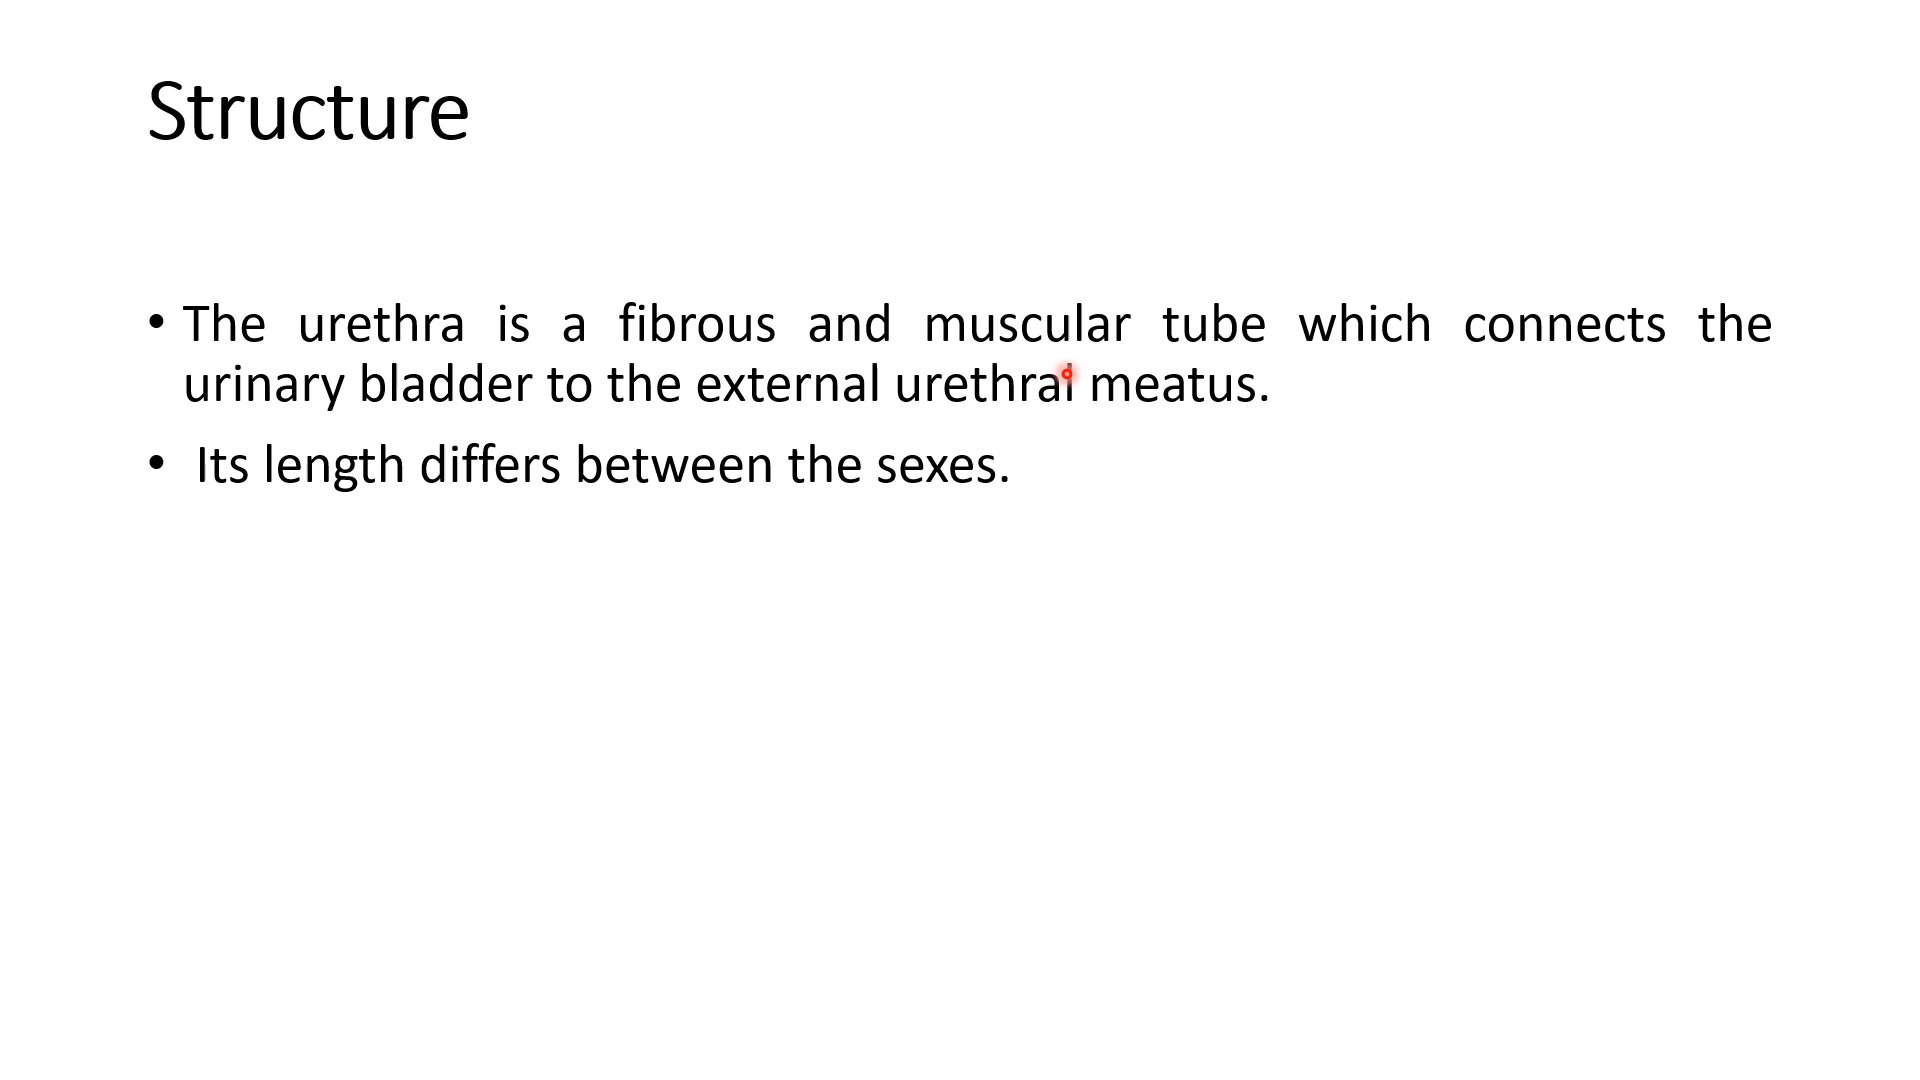 Structure
• The urethra is a fibrous and muscular tube which connects the
urinary bladder to the external urethral meatus.
• Its length differs between the sexes.